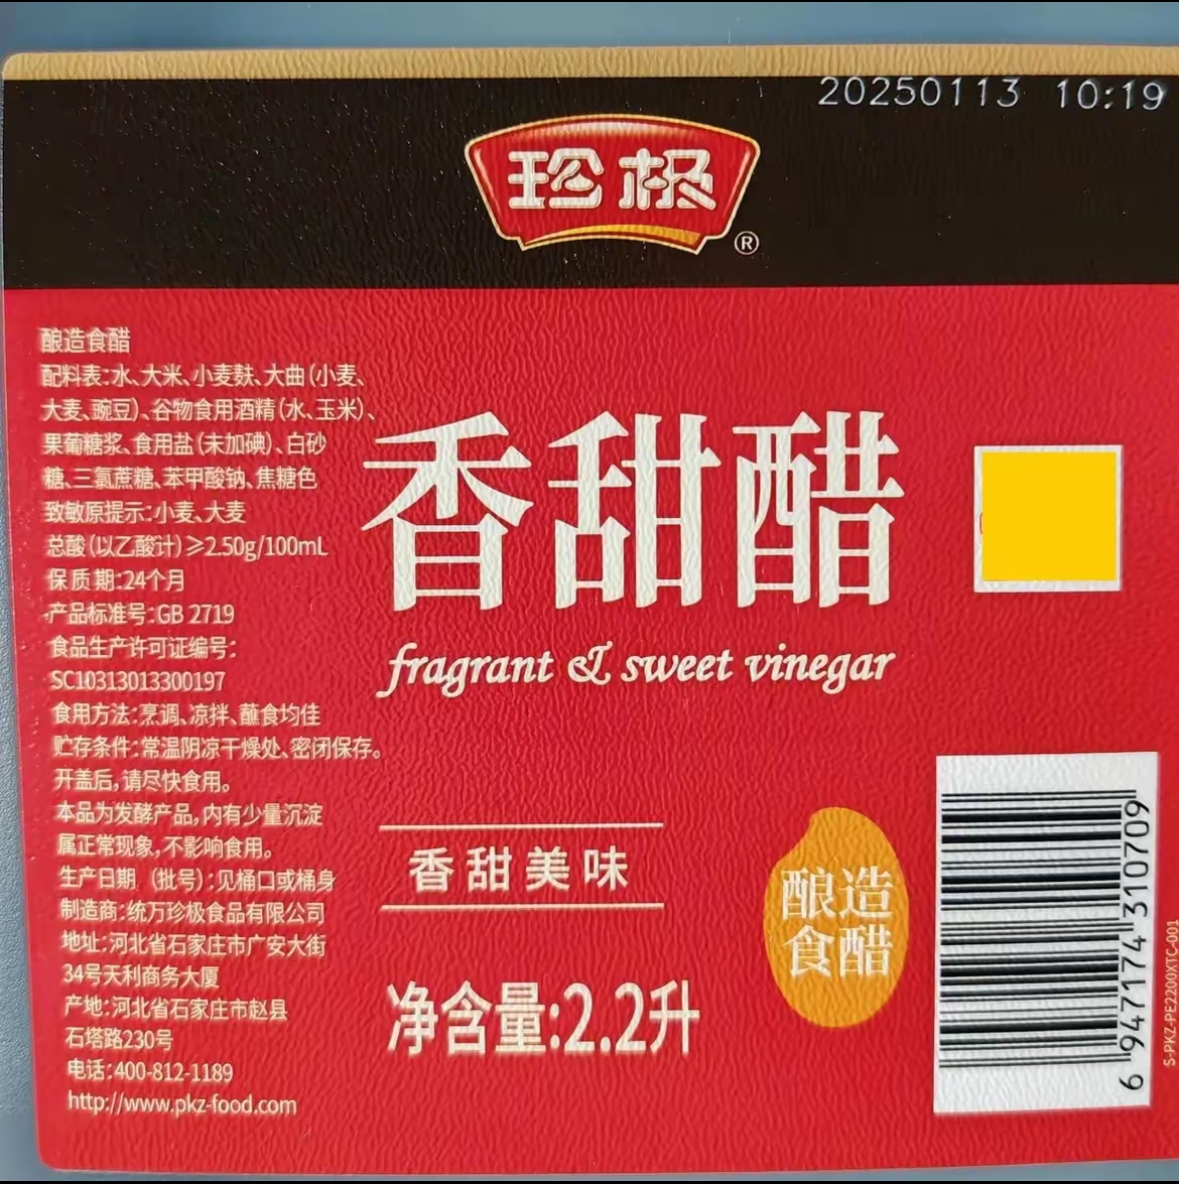 20250113 10:19
珍极
®
酿造食醋
配料表:水、大米、小麦麸、大曲(小麦、
大麦、豌豆)、谷物食用酒精(水、玉米)、
果葡糖浆、食用盐(未加碘)、白砂
糖、三氯蔗糖、苯甲酸钠、焦糖色
致敏原提示:小麦、大麦
总酸(以乙酸计)≥2.50g/100mL
保质期:24个月
产品标准号:GB 2719
食品生产许可证编号:
SC10313013300197
食用方法:烹调、凉拌、蘸食均佳
贮存条件:常温阴凉干燥处、密闭保存。
开盖后,请尽快食用。
本品为发酵产品,内有少量沉淀
属正常现象,不影响食用。
生产日期 (批号):见桶口或桶身
制造商:统万珍极食品有限公司
地址:河北省石家庄市广安大街
34号天利商务大厦
产地:河北省石家庄市赵县
石塔路230号
电话:400-812-1189
http://www.pkz-food.com
香甜醋
fragrant & sweet vinegar
香甜美味
净含量:2.2升
酿造
食醋
6 947174 310709
S-PKZ-PE2200XTC-001